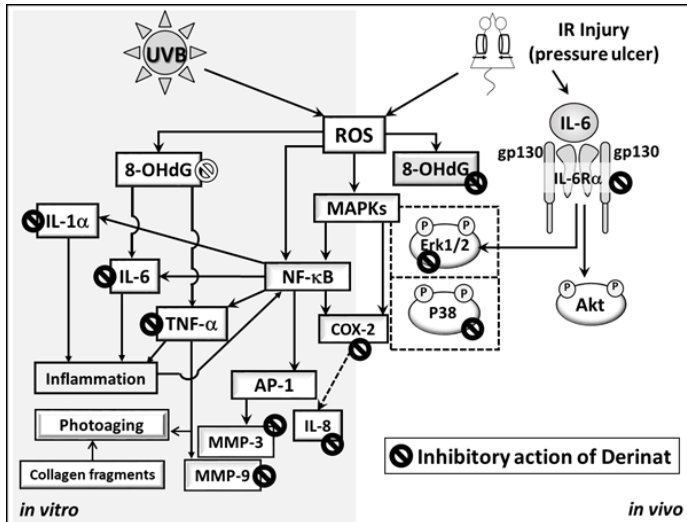 UVB
IR Injury
(pressure ulcer)
ROS
IL-6
gp130
gp130
IL-6Rα
8-OHdG
8-OHdG
MAPKs
IL-1α
P
P
Erk1/2
IL-6
NF-κB
P
P
Akt
P
P
P38
TNF-α
COX-2
Inflammation
AP-1
Photoaging
IL-8
MMP-3
Collagen fragments
MMP-9
Inhibitory action of Derinat
in vitro
in vivo